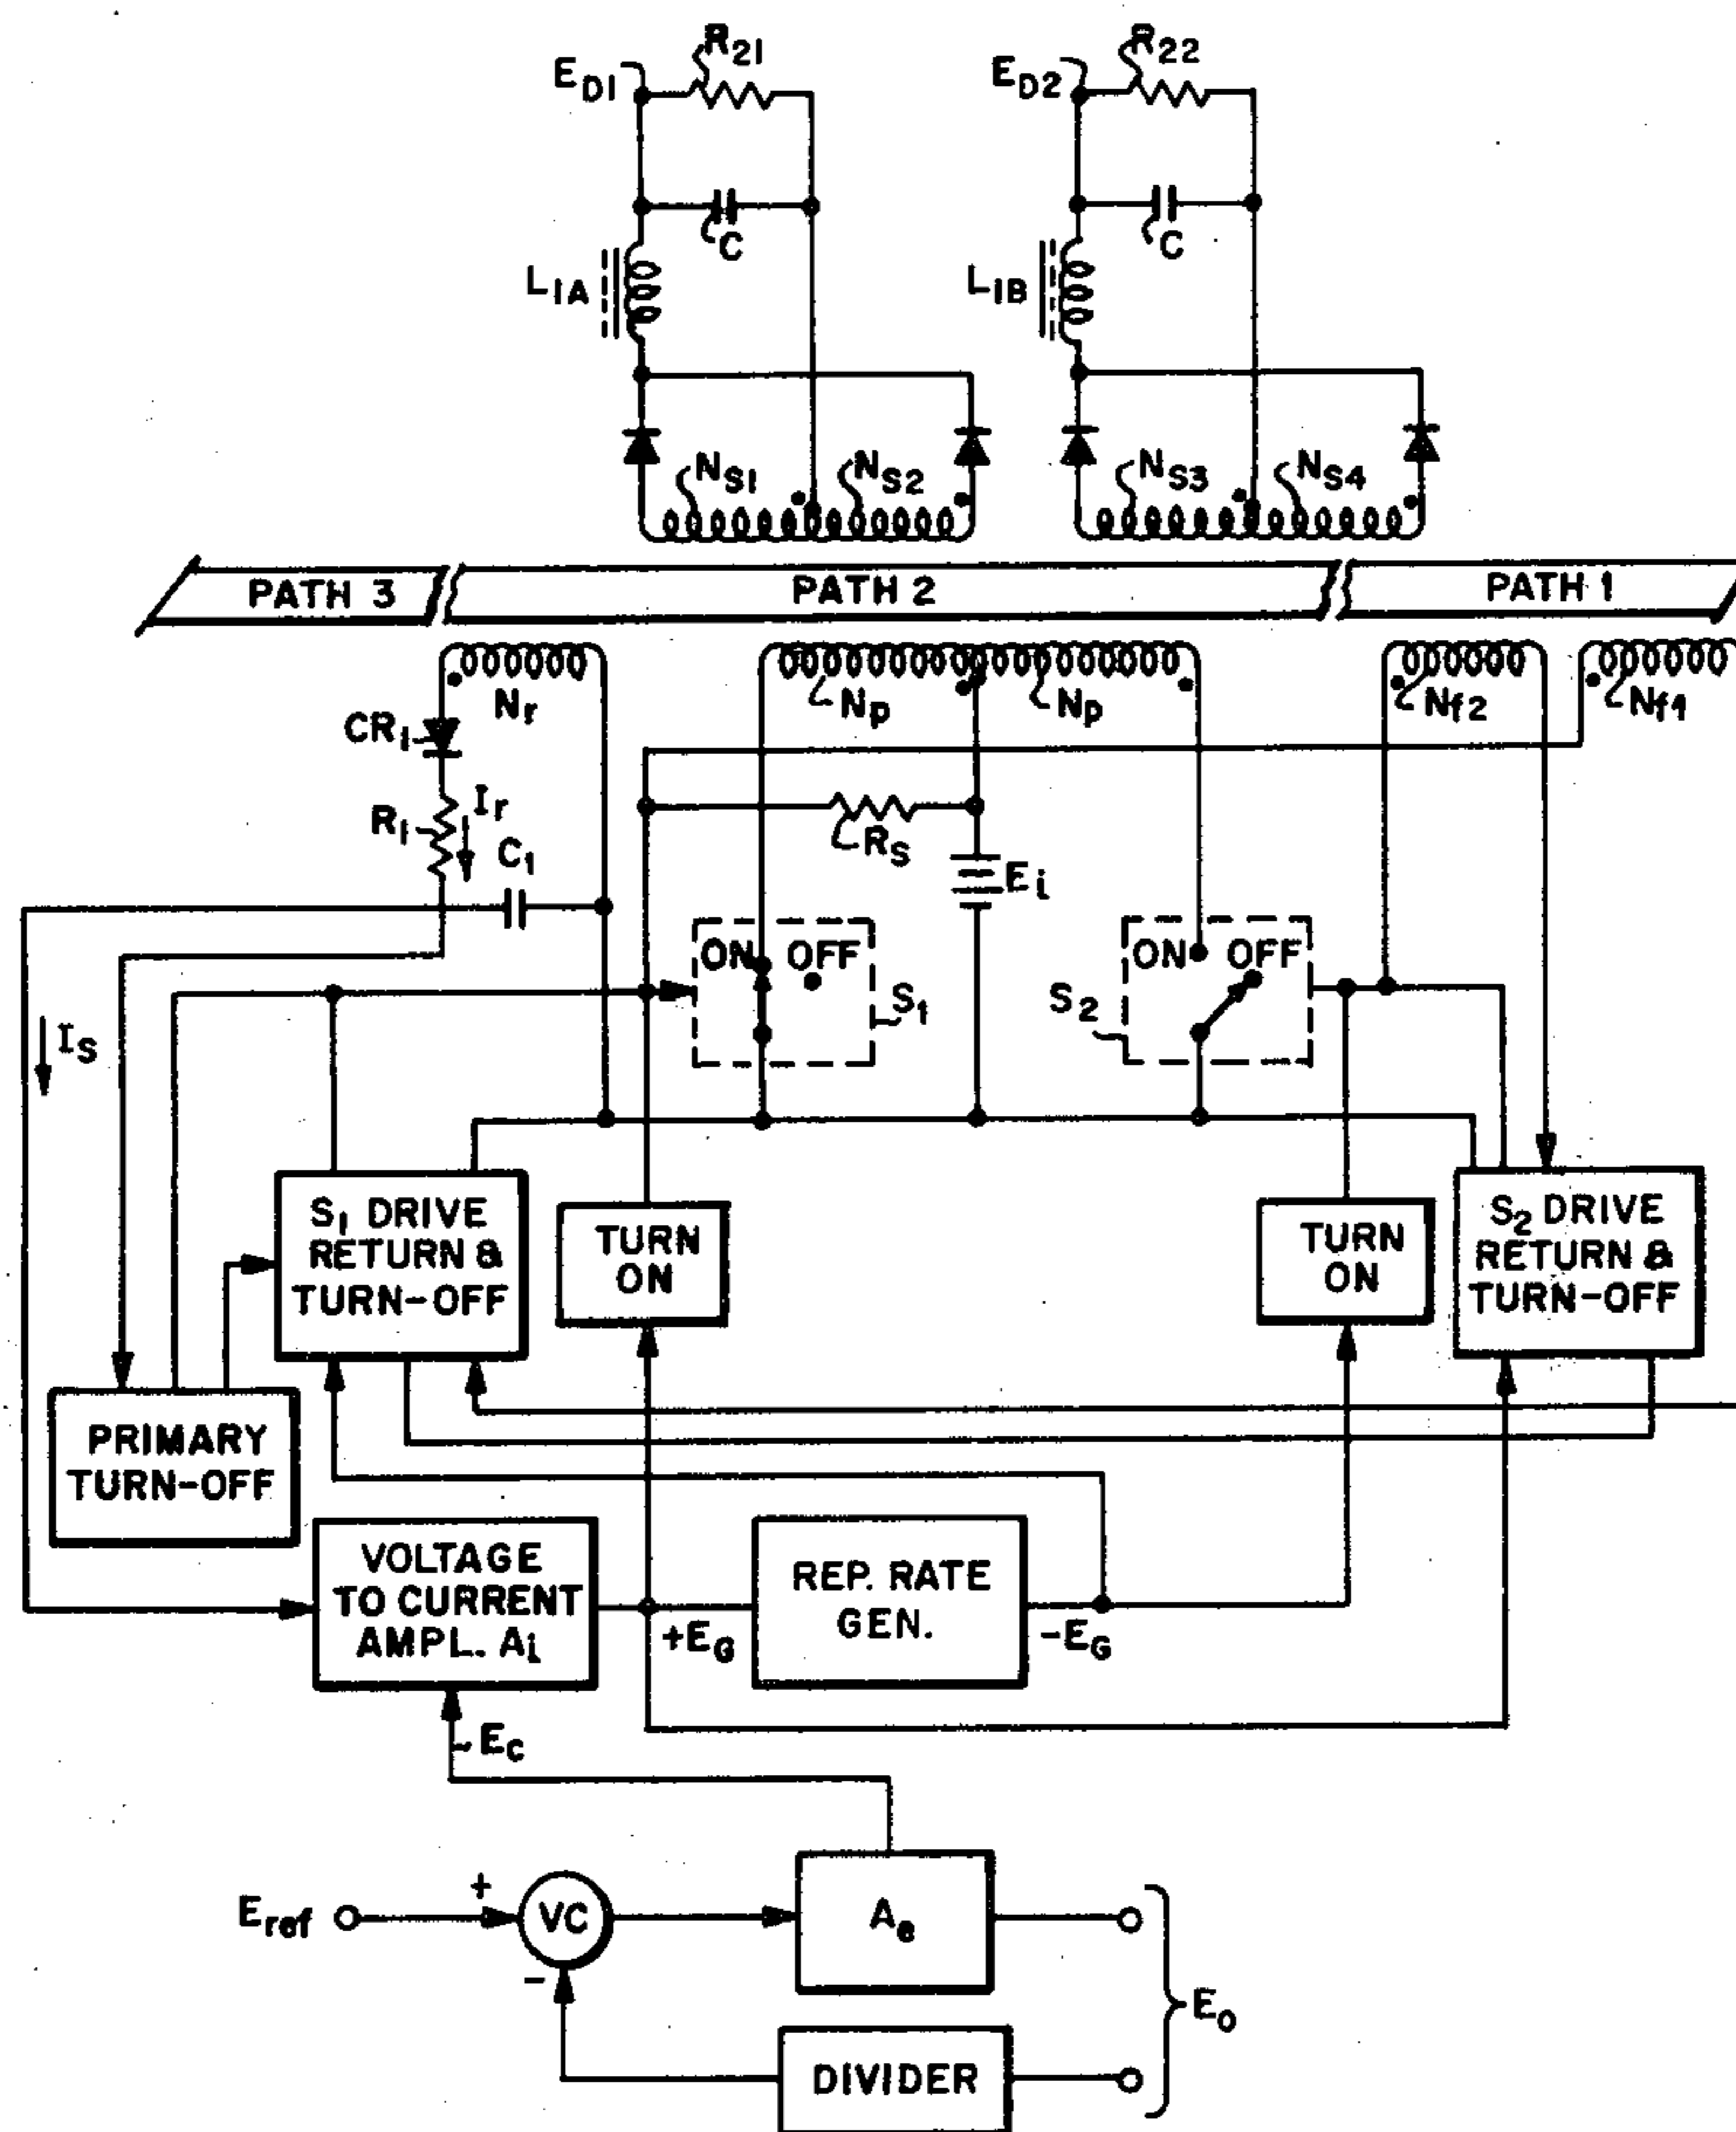 R21
R22
ED1
ED2
C
C
L1A
L1B
NS1
NS2
NS3
NS4
PATH 3
PATH 2
PATH 1
Nr
Np
Np
Nf2
Nf1
CR1
Ir
R1
RS
C1
Ei
ON OFF
ON OFF
S1
S2
IS
S1 DRIVE
RETURN &
TURN-OFF
TURN
ON
TURN
ON
S2 DRIVE
RETURN &
TURN-OFF
PRIMARY
TURN-OFF
VOLTAGE
TO CURRENT
AMPL. Ai
+EG
REP. RATE
GEN.
-EG
- EC
Eref
+
VC
-
Ae
Eo
DIVIDER